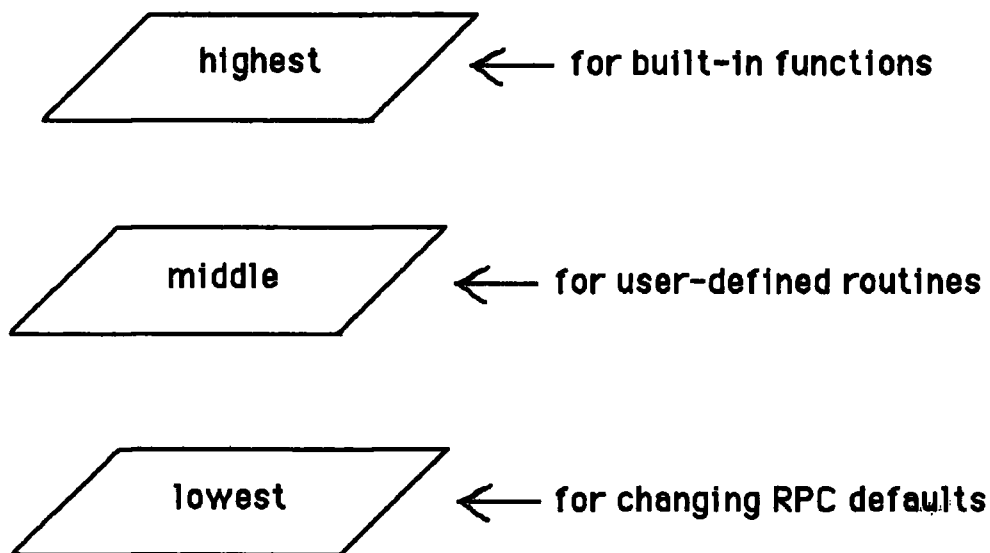 highest for built-in functions
middle for user-defined routines
lowest for changing RPC defaults